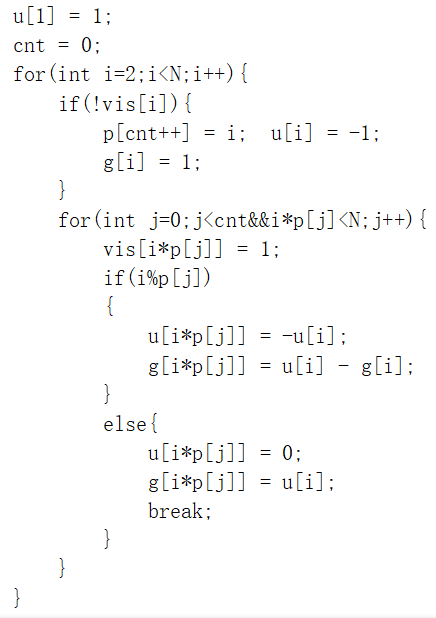 u[1] = 1;
cnt = 0;
for(int i=2;i<N;i++){
    if(!vis[i]){
        p[cnt++] = i;  u[i] = -1;
        g[i] = 1;
    }
    for(int j=0;j<cnt&&i*p[j]<N;j++){
        vis[i*p[j]] = 1;
        if(i%p[j])
        {
            u[i*p[j]] = -u[i];
            g[i*p[j]] = u[i] - g[i];
        }
        else{
            u[i*p[j]] = 0;
            g[i*p[j]] = u[i];
            break;
        }
    }
}